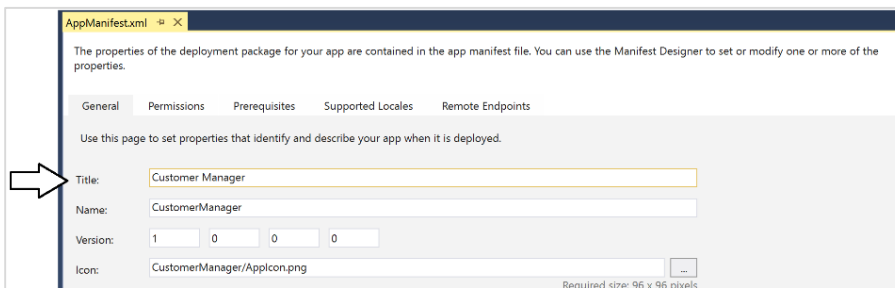 AppManifest.xml
The properties of the deployment package for your app are contained in the app manifest file. You can use the Manifest Designer to set or modify one or more of the
properties.
General Permissions Prerequisites Supported Locales Remote Endpoints
Use this page to set properties that identify and describe your app when it is deployed.
Title: Customer Manager
Name: CustomerManager
Version: 1 0 0 0
Icon: CustomerManager/AppIcon.png ...
Required size: 96 x 96 pixels